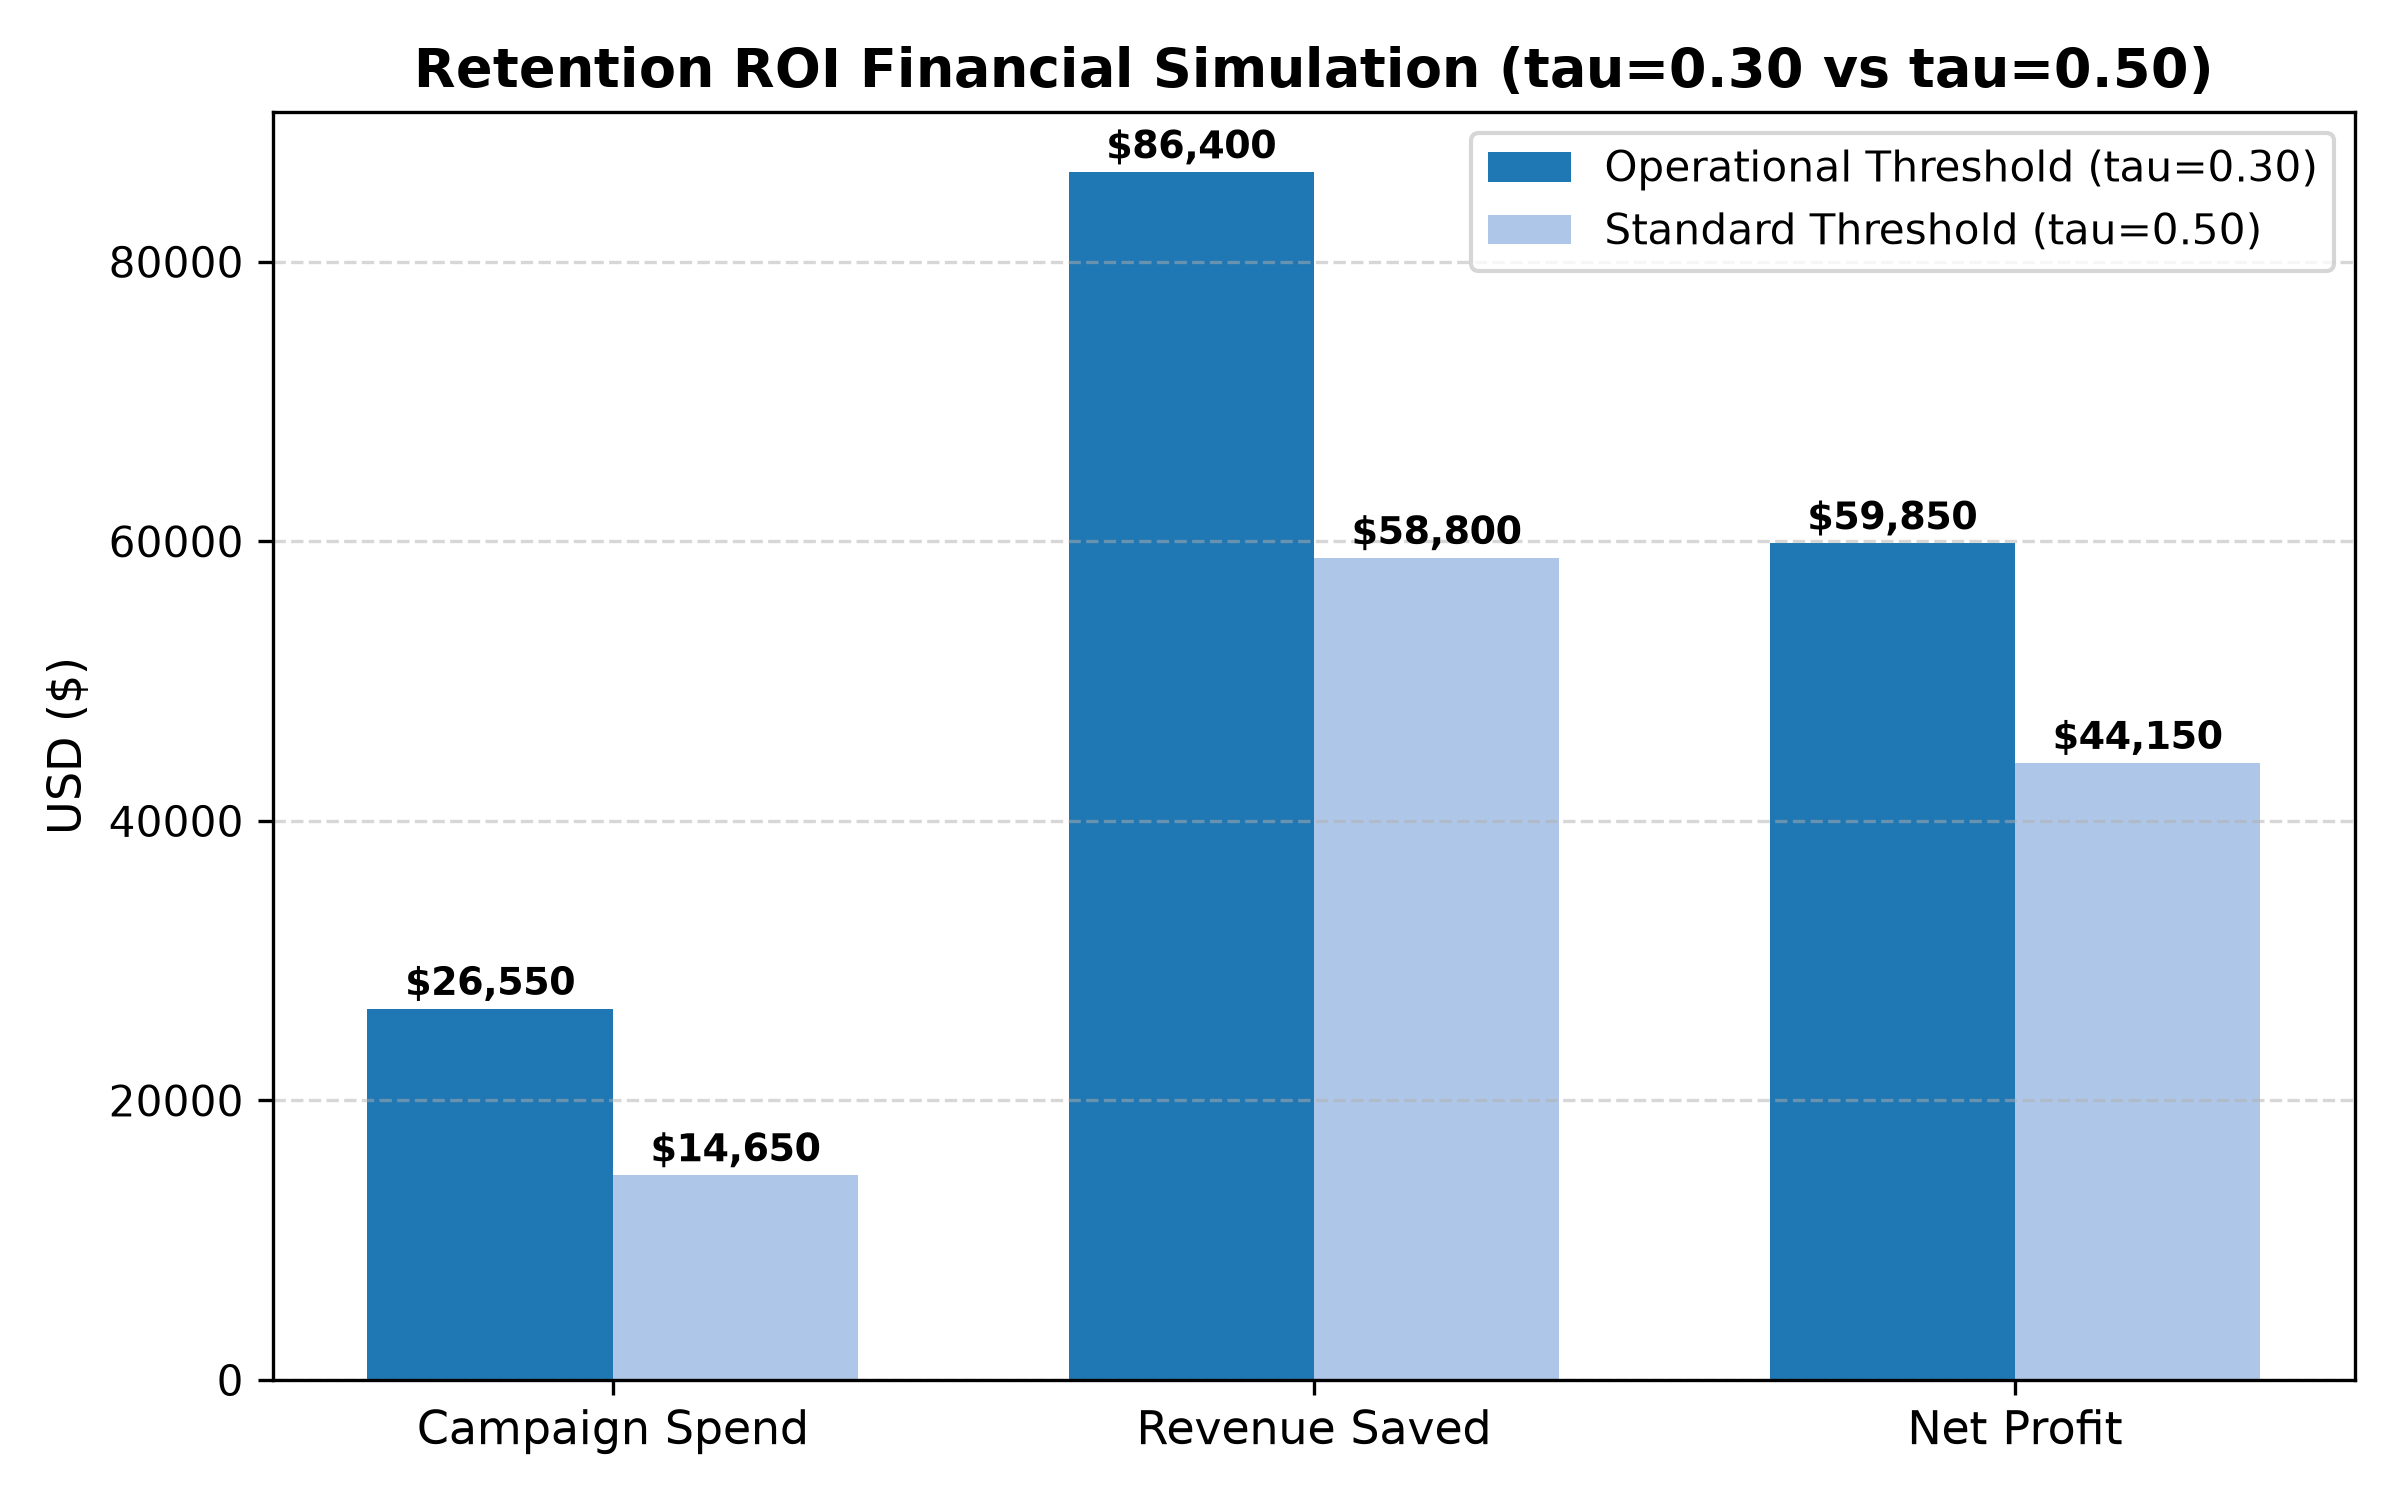 Retention ROI Financial Simulation (tau=0.30 vs tau=0.50)
Operational Threshold (tau=0.30)
Standard Threshold (tau=0.50)
USD ($)
80000
60000
40000
20000
0
$26,550
$14,650
$86,400
$58,800
$59,850
$44,150
Campaign Spend
Revenue Saved
Net Profit